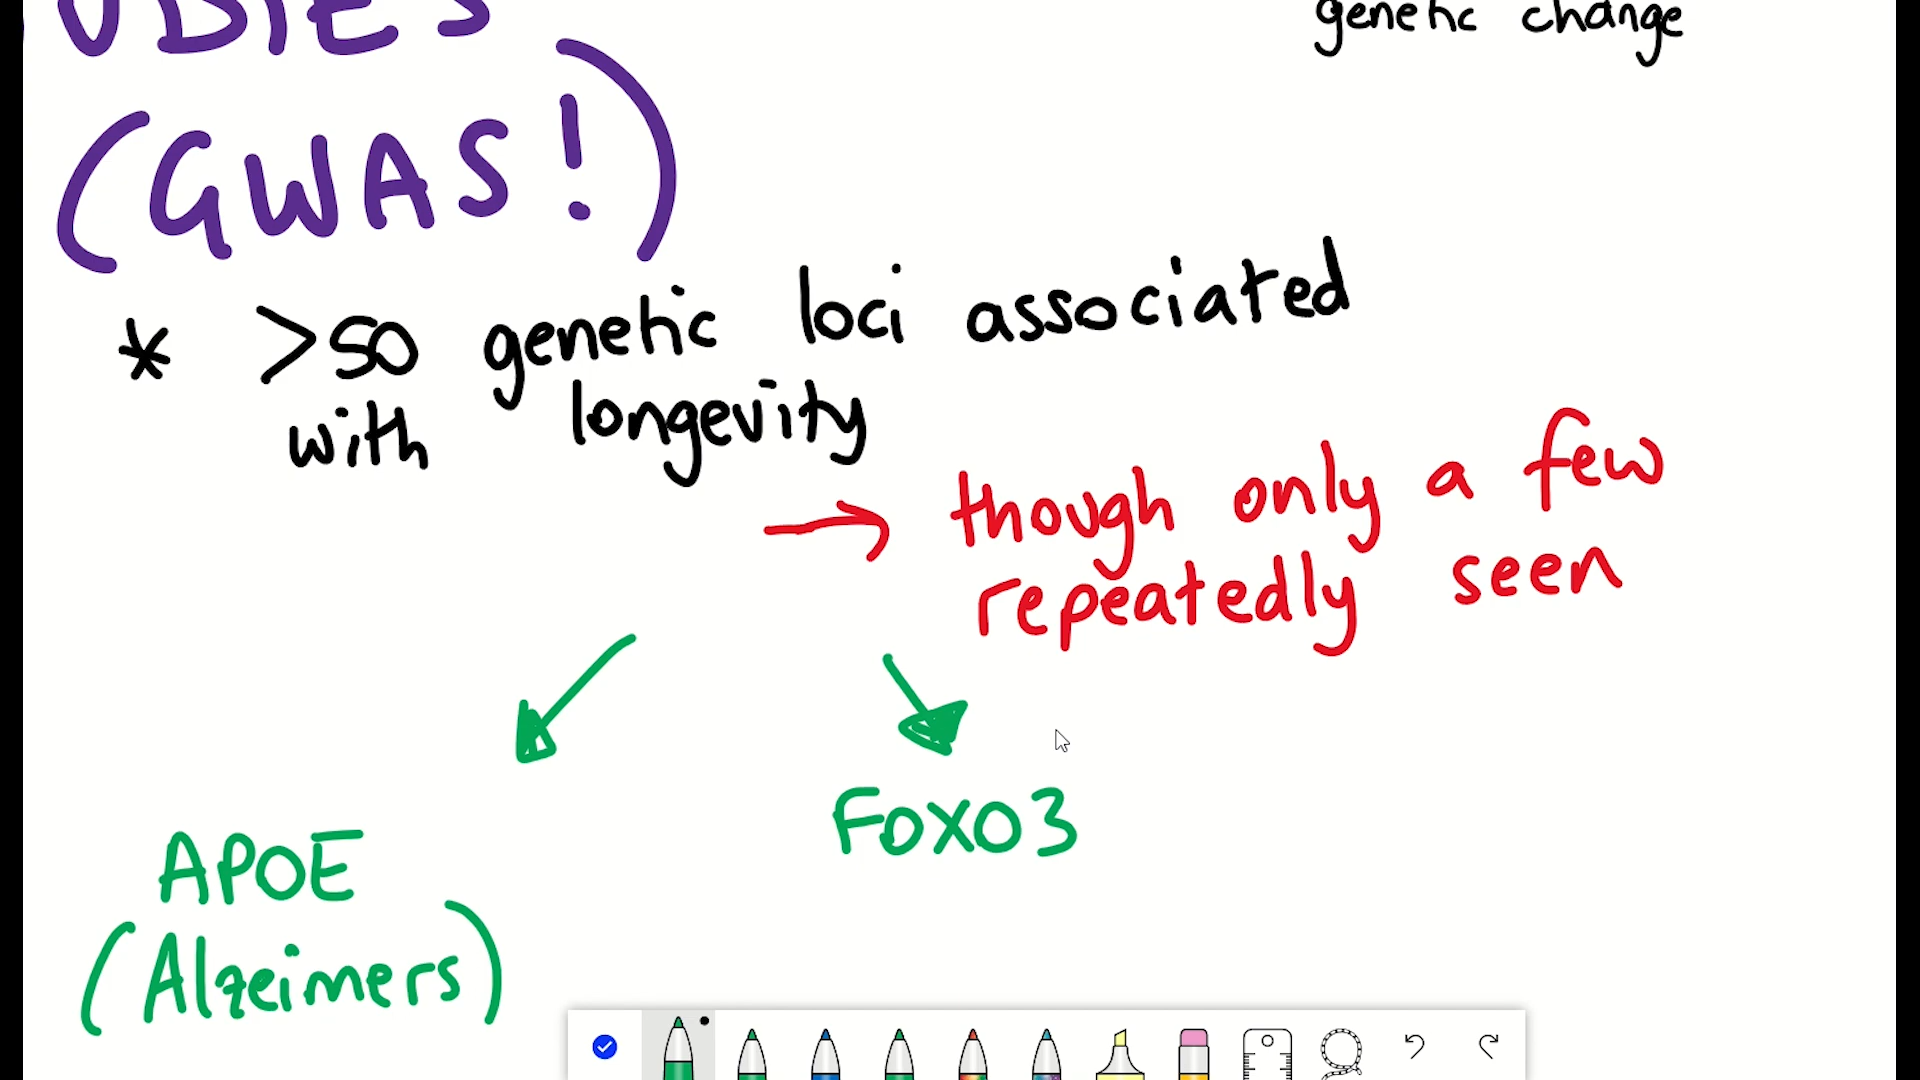 genetic change
(GWAS!)
* >50 genetic loci associated
with longevity
→ though only a few
repeatedly seen
FOXO3
APOE
(Alzeimers)